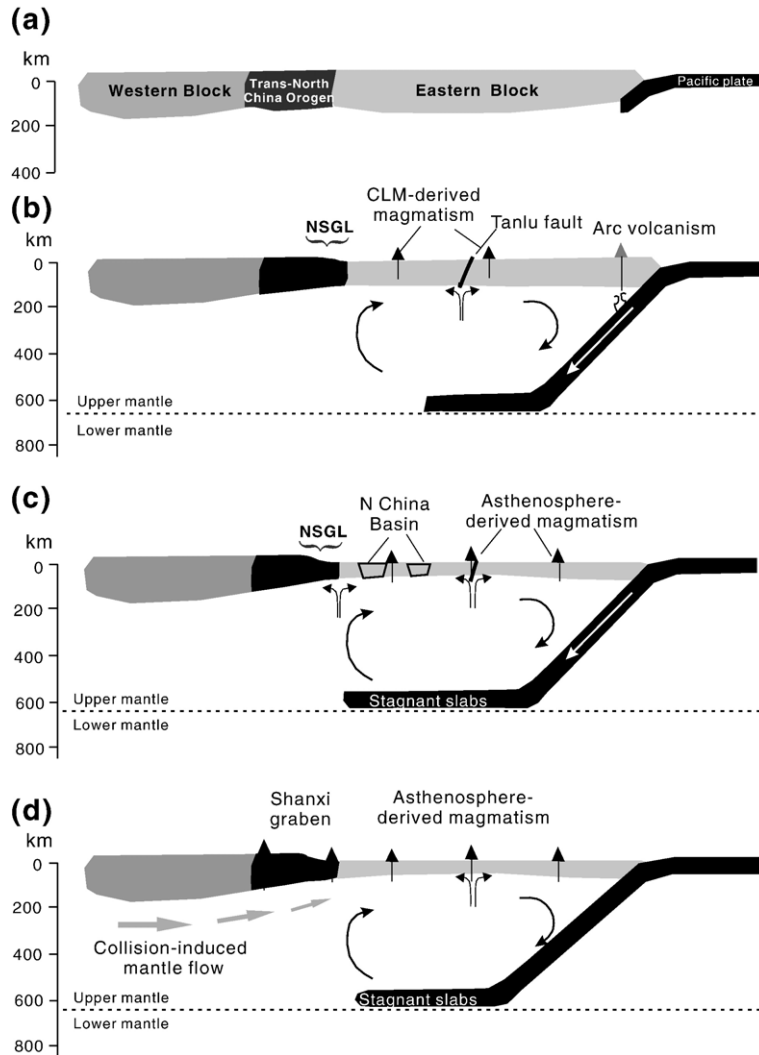 (a)
km
0
200
400
Western Block
Trans-North
China Orogen
Eastern Block
Pacific plate
(b)
km
0
200
400
600
800
NSGL
CLM-derived
magmatism
Tanlu fault
Arc volcanism
Upper mantle
Lower mantle
(c)
km
0
200
400
600
800
NSGL
N China
Basin
Asthenosphere-
derived magmatism
Stagnant slabs
Upper mantle
Lower mantle
(d)
km
0
200
400
600
800
Shanxi
graben
Asthenosphere-
derived magmatism
Collision-induced
mantle flow
Stagnant slabs
Upper mantle
Lower mantle